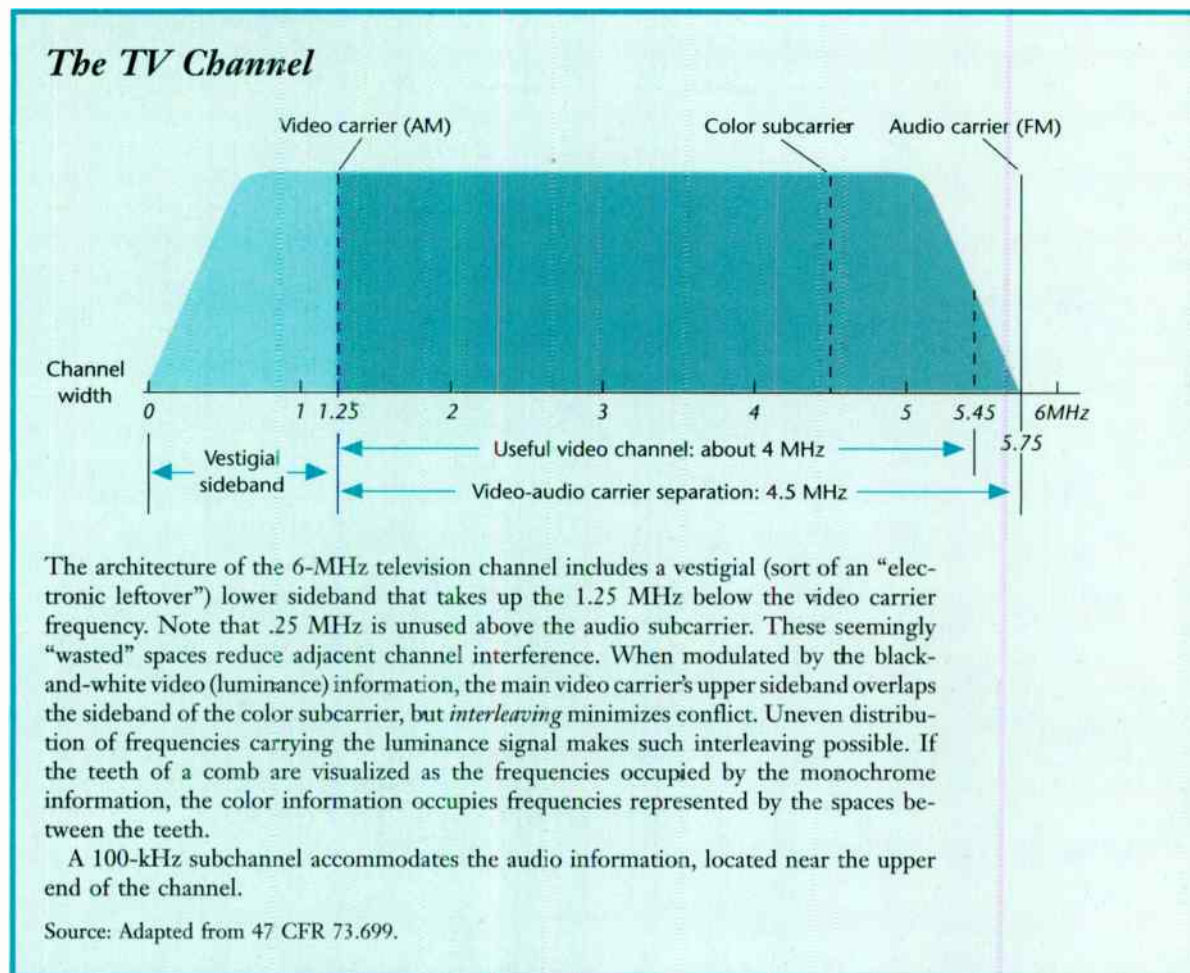 The TV Channel
Video carrier (AM)
Color subcarrier
Audio carrier (FM)
Channel
width
0
1
1.25
2
3
4
5
5.45
6MHz
5.75
Vestigial
sideband
Useful video channel: about 4 MHz
Video-audio carrier separation: 4.5 MHz
The architecture of the 6-MHz television channel includes a vestigial (sort of an “elec-
tronic leftover”) lower sideband that takes up the 1.25 MHz below the video carrier
frequency. Note that .25 MHz is unused above the audio subcarrier. These seemingly
“wasted” spaces reduce adjacent channel interference. When modulated by the black-
and-white video (luminance) information, the main video carrier’s upper sideband overlaps
the sideband of the color subcarrier, but interleaving minimizes conflict. Uneven distribu-
tion of frequencies carrying the luminance signal makes such interleaving possible. If
the teeth of a comb are visualized as the frequencies occupied by the monochrome
information, the color information occupies frequencies represented by the spaces be-
tween the teeth.
A 100-kHz subchannel accommodates the audio information, located near the upper
end of the channel.
Source: Adapted from 47 CFR 73.699.